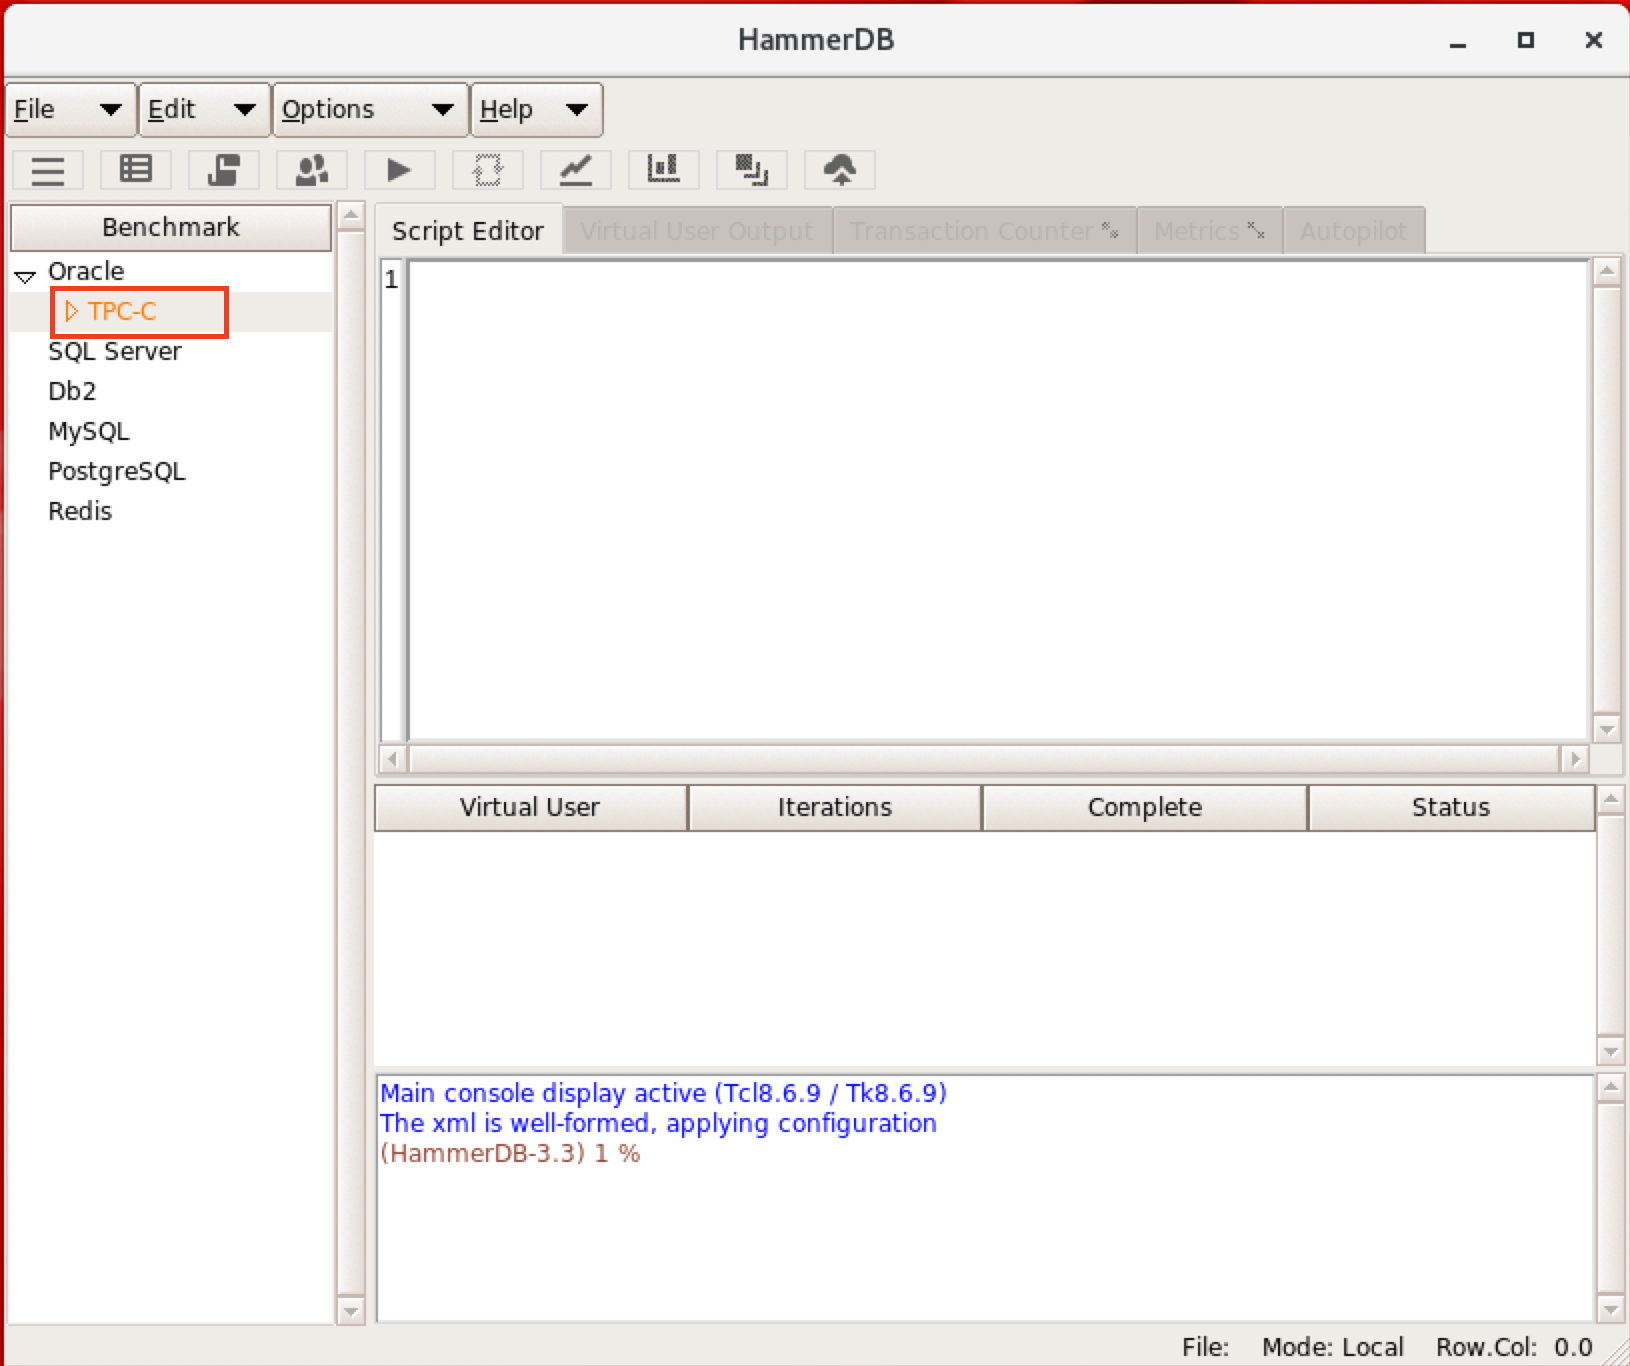 HammerDB
File Edit Options Help
Benchmark
Oracle
TPC-C
SQL Server
Db2
MySQL
PostgreSQL
Redis
Script Editor Virtual User Output Transaction Counter Metrics Autopilot
1
Virtual User Iterations Complete Status
Main console display active (Tcl8.6.9 / Tk8.6.9)
The xml is well-formed, applying configuration
(HammerDB-3.3) 1 %
File: Mode: Local Row.Col: 0.0